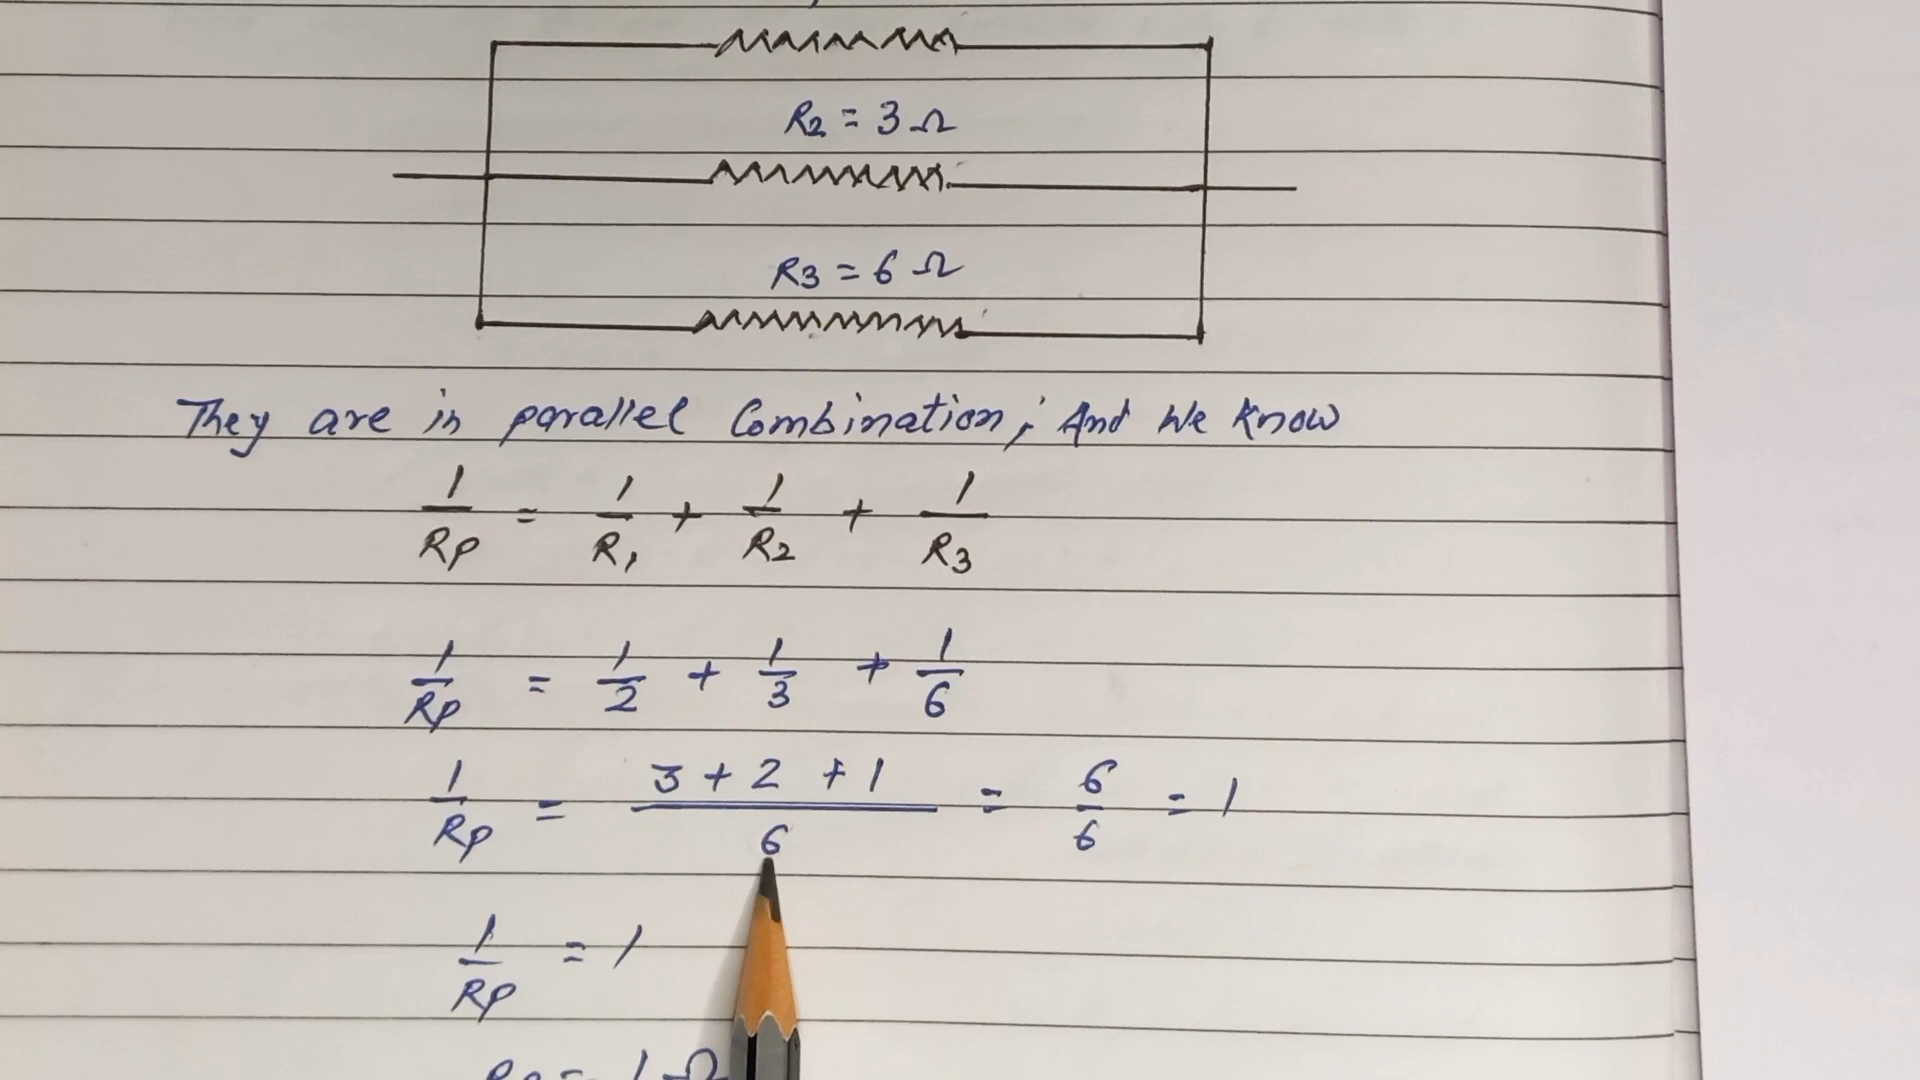 R2 = 3 Ω
R3 = 6 Ω
They are in parallel Combination; And We Know
1/RP = 1/R1 + 1/R2 + 1/R3
1/RP = 1/2 + 1/3 + 1/6
1/RP = 3 + 2 + 1/6 = 6/6 = 1
1/RP = 1
RP = 1 Ω